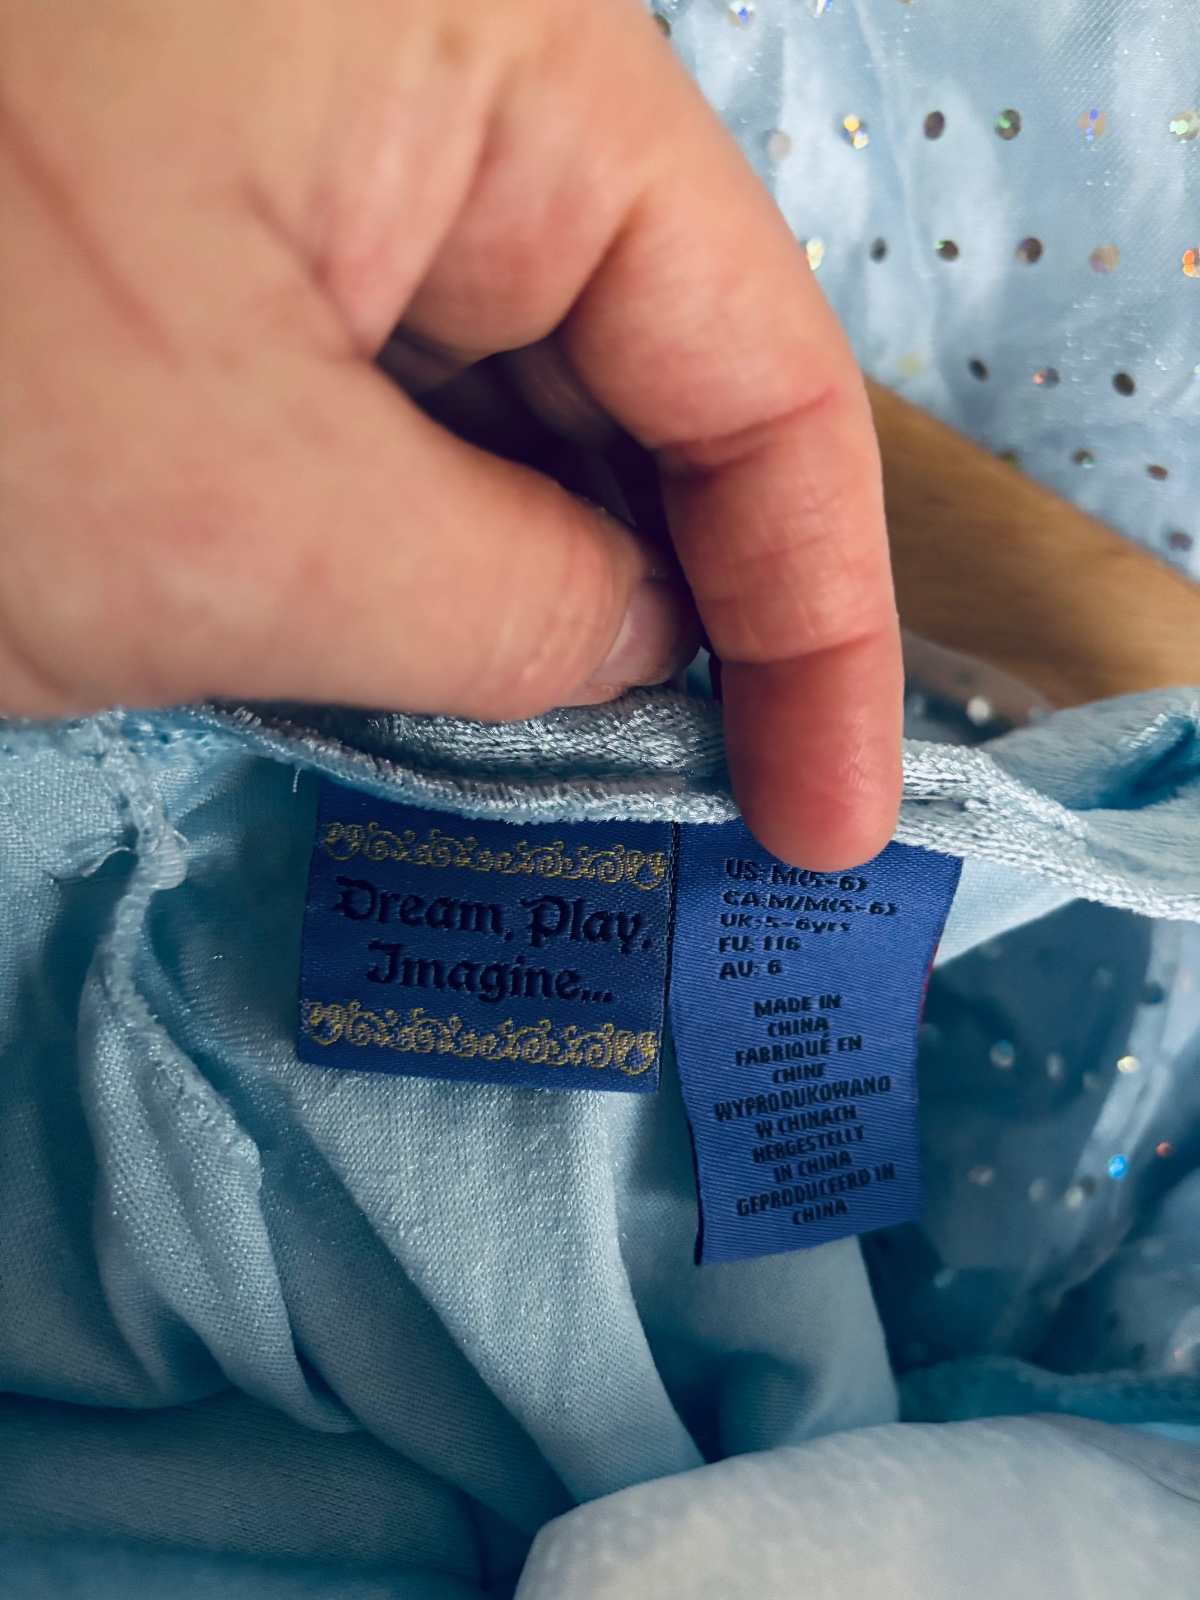 Dream, Play,
Imagine...
US: M(5-6)
CA:M/M(5-6)
UK: 5-6yrs
EU: 116
AU: 6
MADE IN
CHINA
FABRIQUÉ EN
CHINE
WYPRODUKOWANO
W CHINACH
HERGESTELLT
IN CHINA
GEPRODUCEERD IN
CHINA